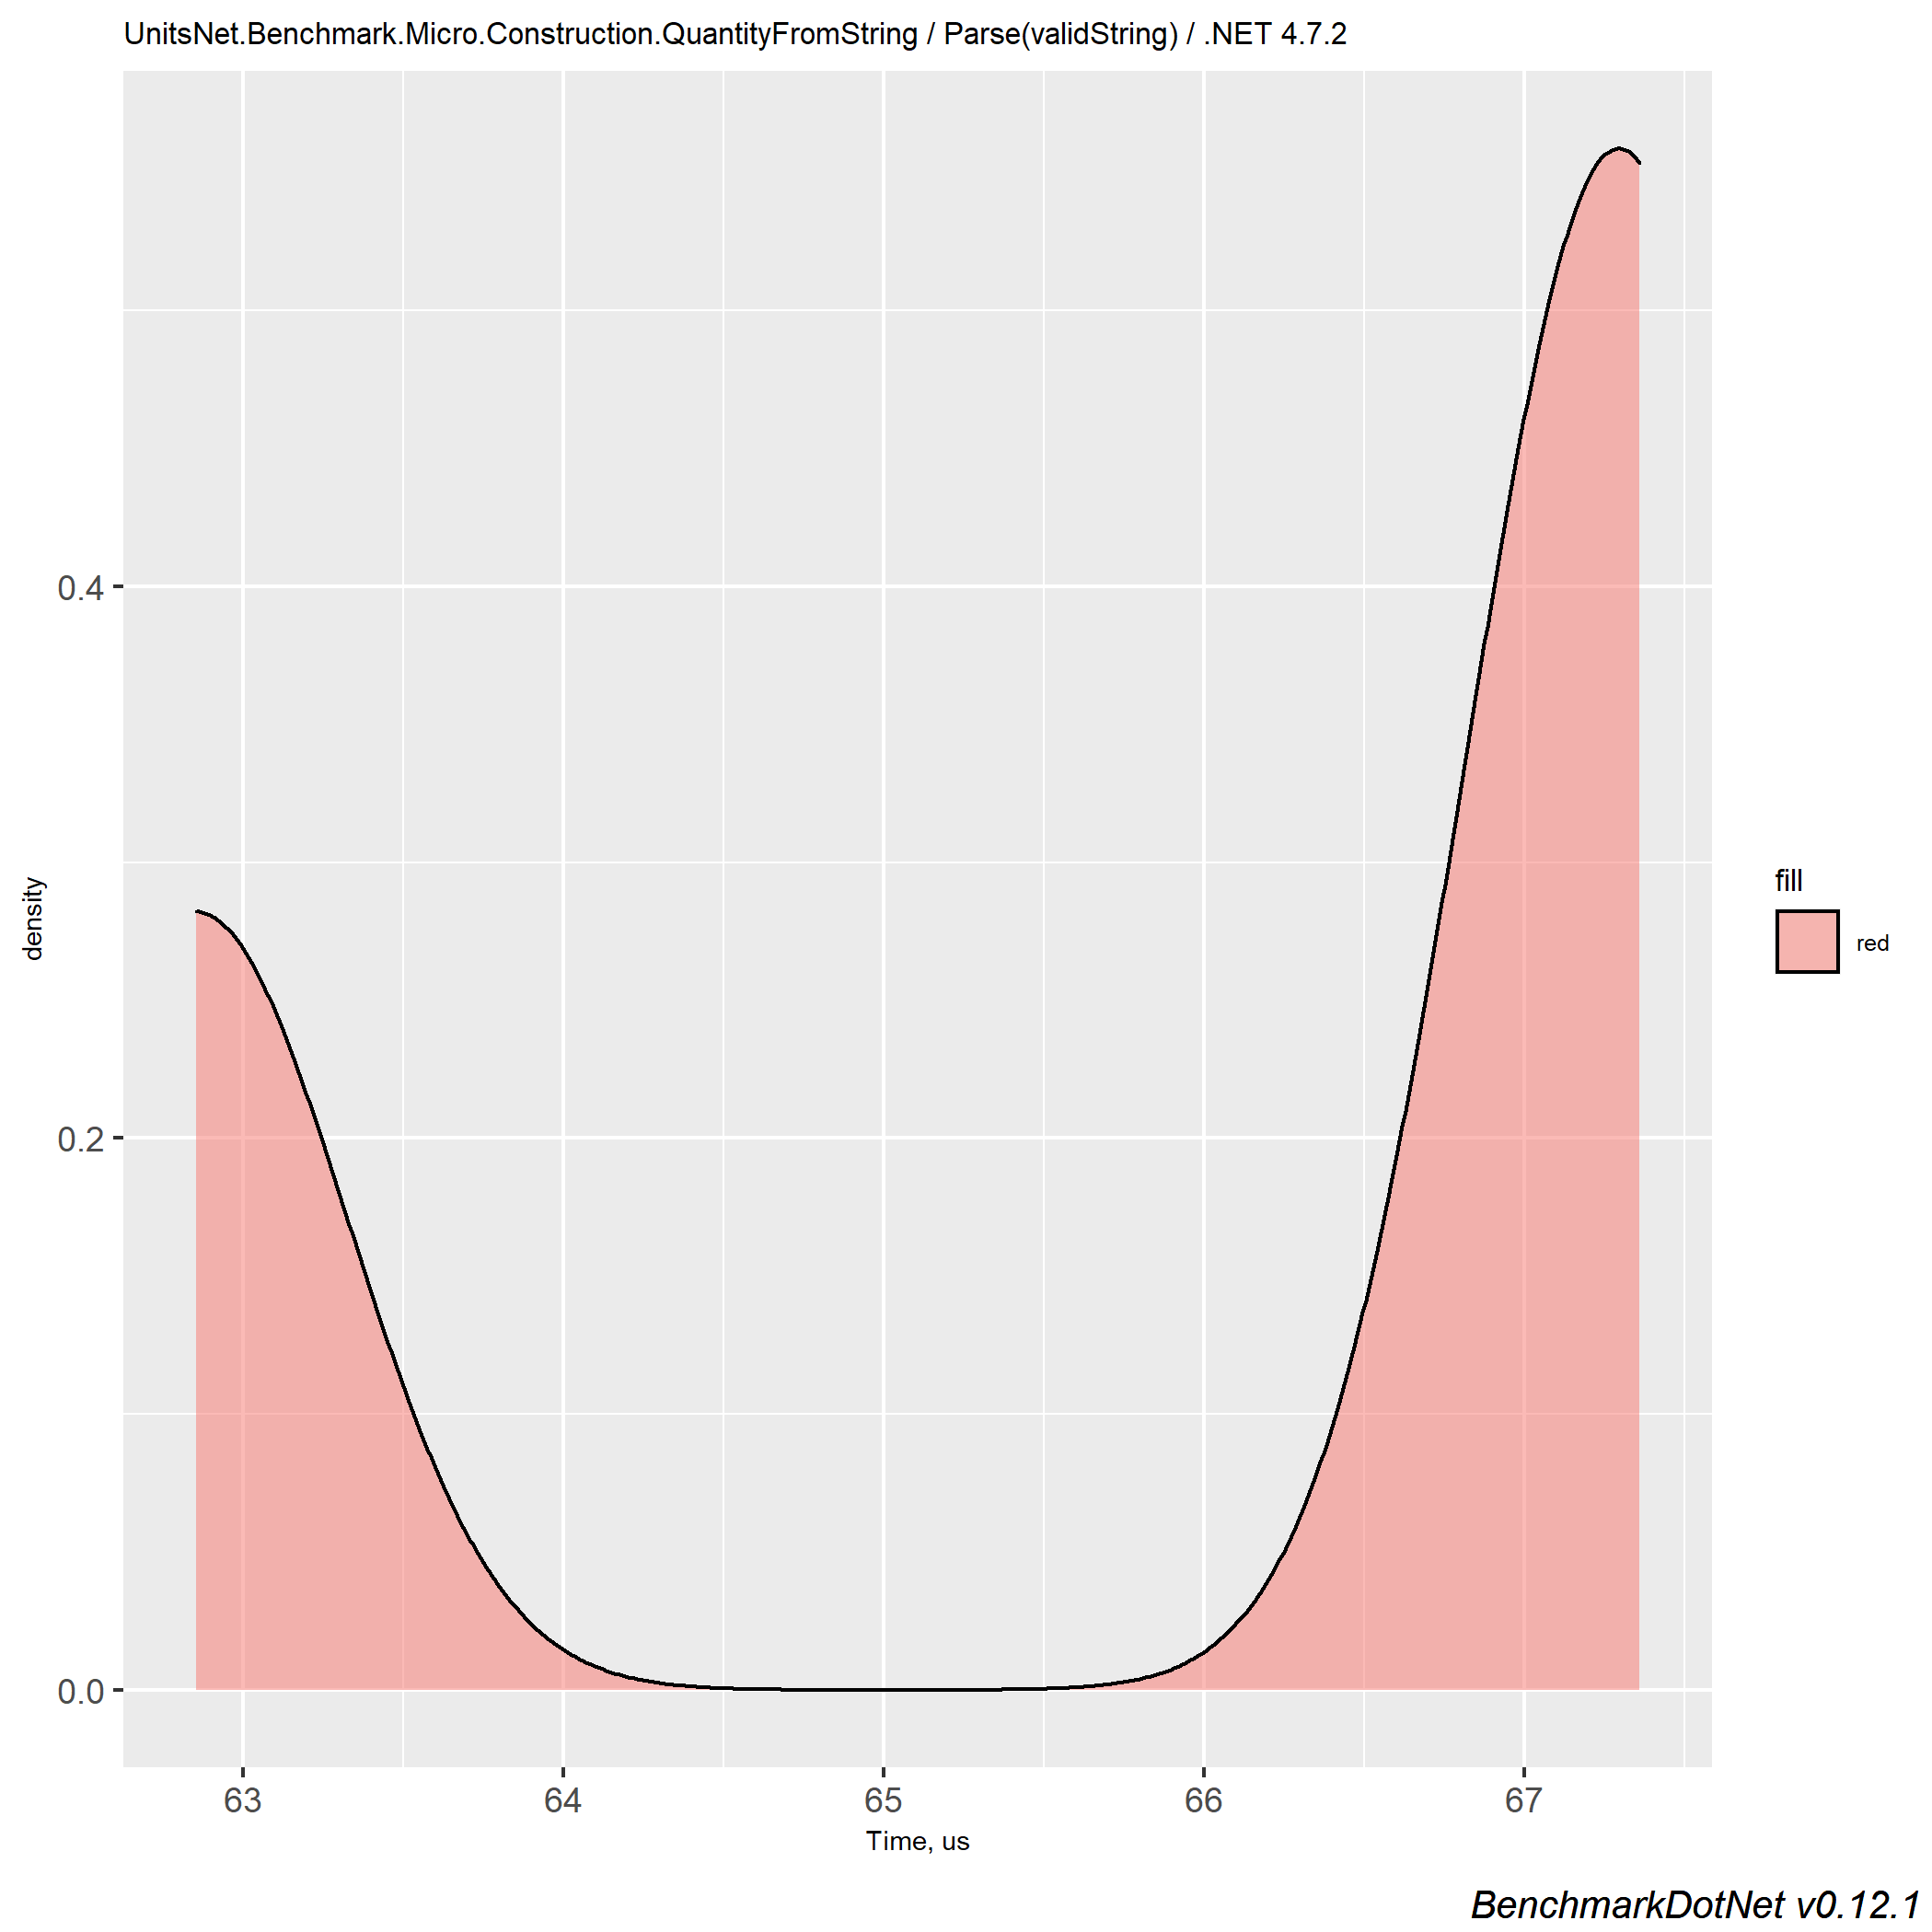 UnitsNet.Benchmark.Micro.Construction.QuantityFromString / Parse(validString) / .NET 4.7.2
0.4
0.2
0.0
density
63 64 65 66 67
Time, us
fill
red
BenchmarkDotNet v0.12.1